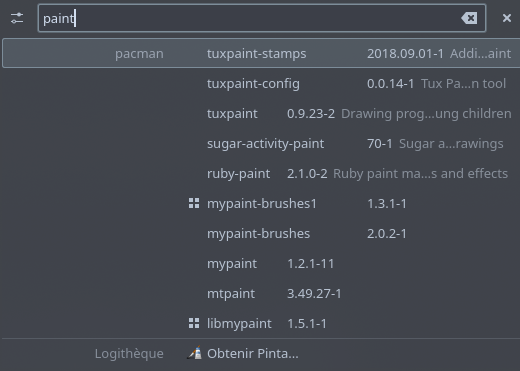 paint
pacman tuxpaint-stamps 2018.09.01-1 Addi...aint
tuxpaint-config 0.0.14-1 Tux Pa...n tool
tuxpaint 0.9.23-2 Drawing prog...ung children
sugar-activity-paint 70-1 Sugar a...rawings
ruby-paint 2.1.0-2 Ruby paint ma...s and effects
mypaint-brushes1 1.3.1-1
mypaint-brushes 2.0.2-1
mypaint 1.2.1-11
mtpaint 3.49.27-1
libmypaint 1.5.1-1
Logithèque Obtenir Pinta...